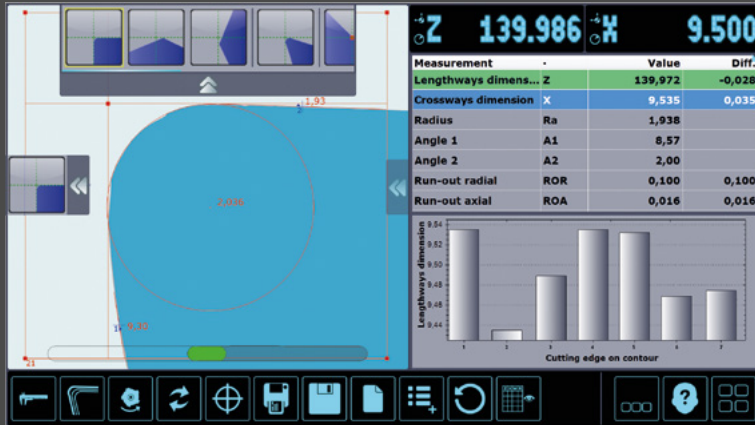 Z 139.986 X 9.500
Measurement - Value Diff.
Lengthways dimens... Z 139,972 -0,028
Crossways dimension X 9,535 0,035
Radius Ra 1,938
Angle 1 A1 8,57
Angle 2 A2 2,00
Run-out radial ROR 0,100 0,100
Run-out axial ROA 0,016 0,016
1,93
9,30
21
Lengthways dimension
9,54
9,52
9,50
9,48
9,46
9,44
1 2 3 4 5 6 7
Cutting edge on contour
?